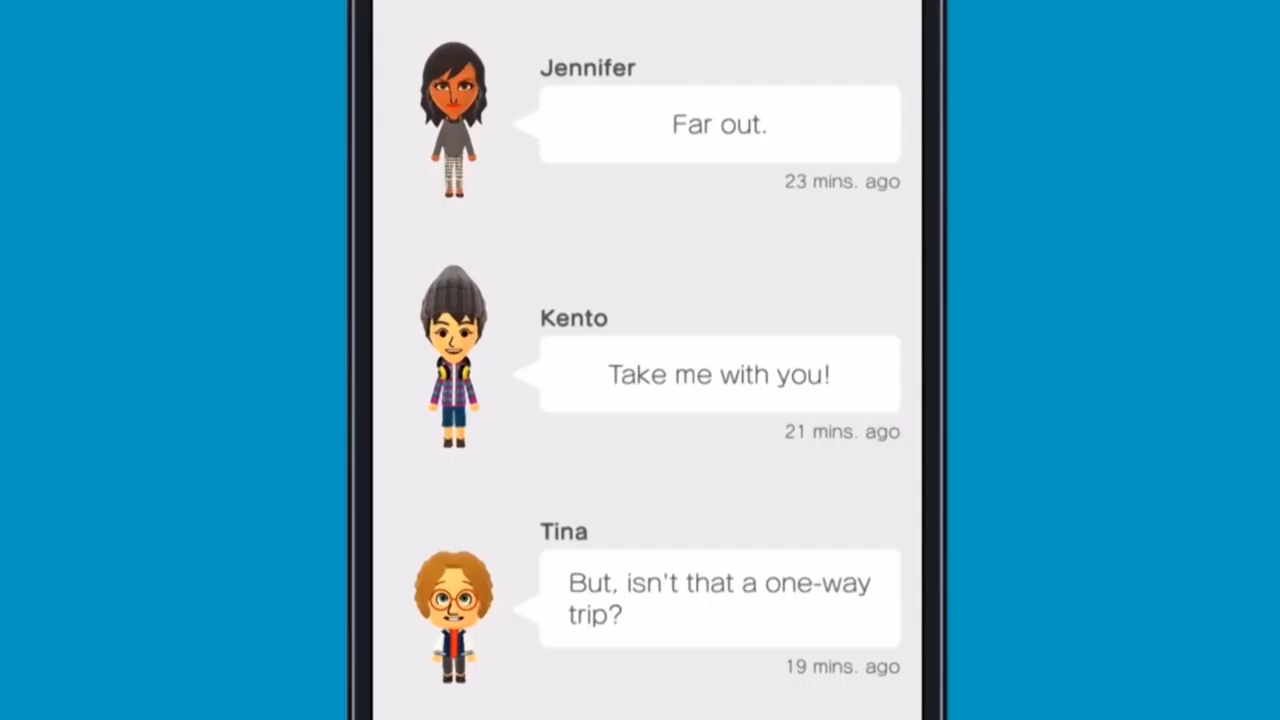 Jennifer
Far out.
23 mins. ago
Kento
Take me with you!
21 mins. ago
Tina
But, isn't that a one-way
trip?
19 mins. ago